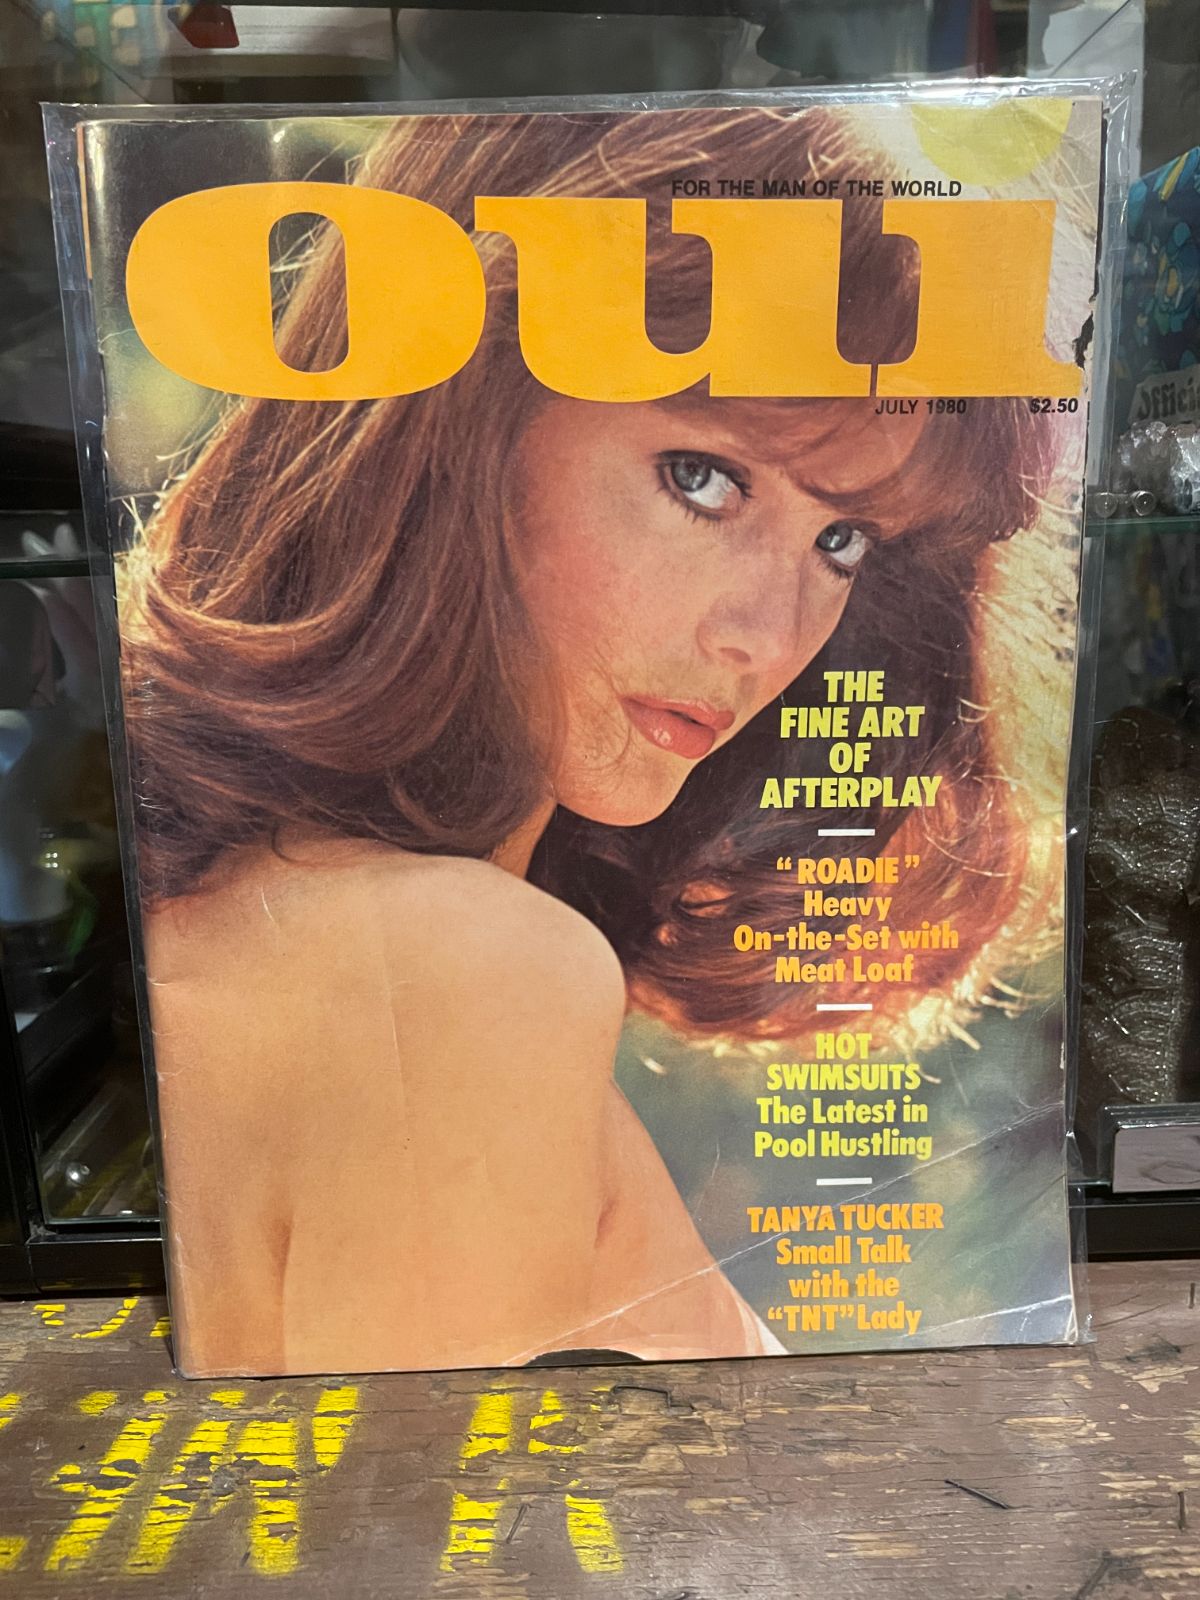 FOR THE MAN OF THE WORLD
oui
JULY 1980 $2.50
THE
FINE ART
OF
AFTERPLAY
“ROADIE”
Heavy
On-the-Set with
Meat Loaf
HOT
SWIMSUITS
The Latest in
Pool Hustling
TANYA TUCKER
Small Talk
with the
“TNT” Lady